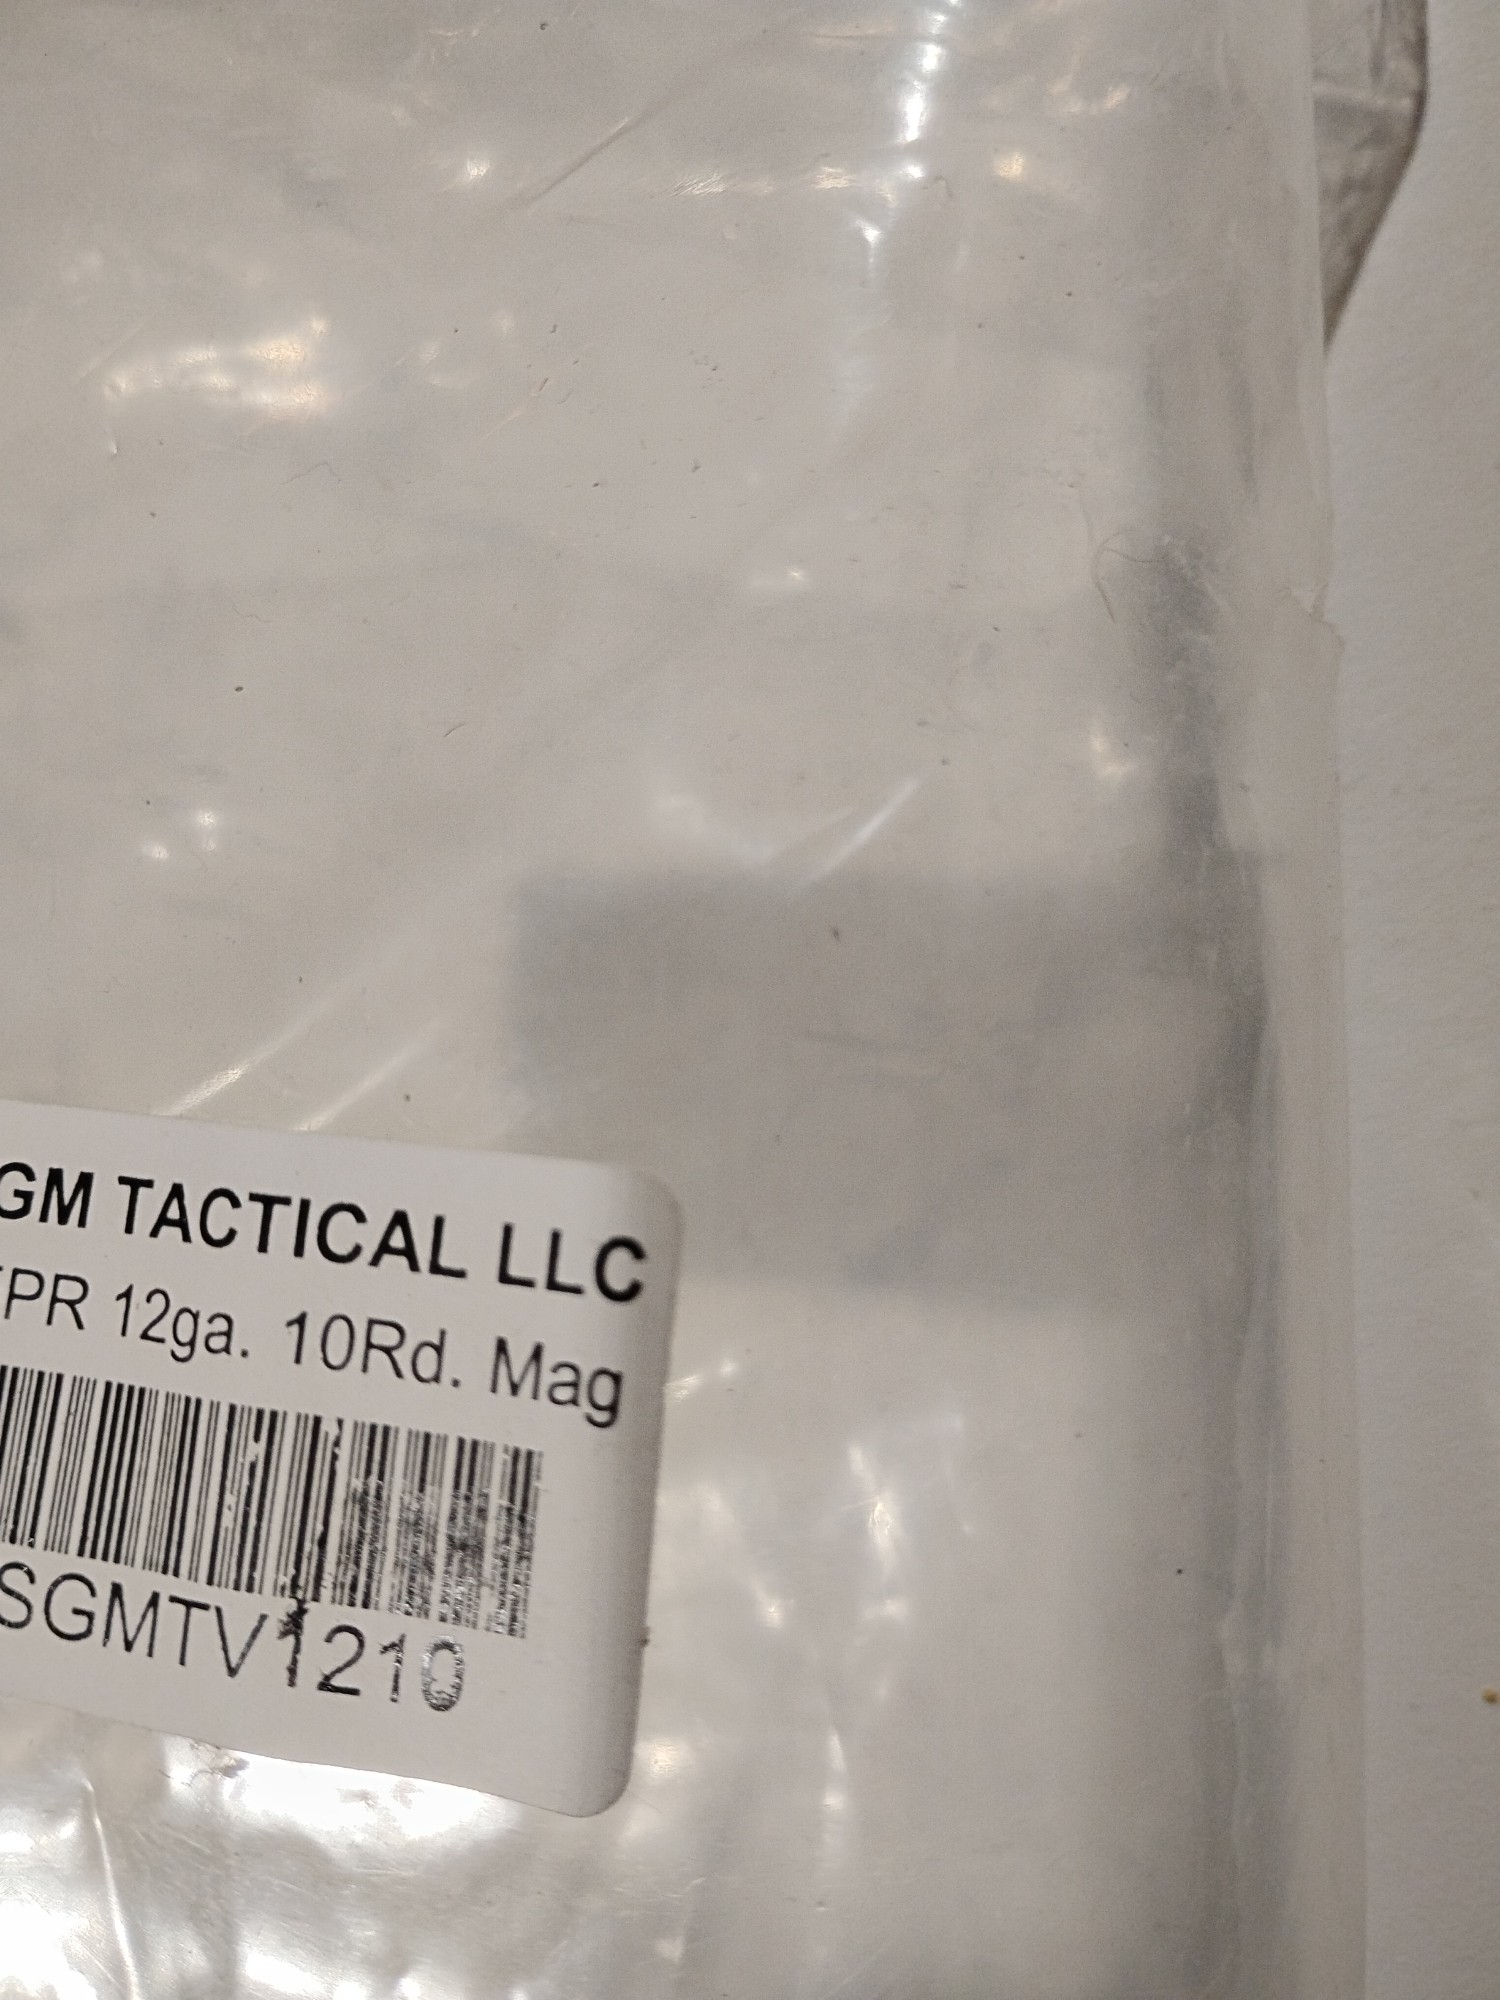 GM TACTICAL LLC
PR 12ga. 10Rd. Mag
SGMTV1210